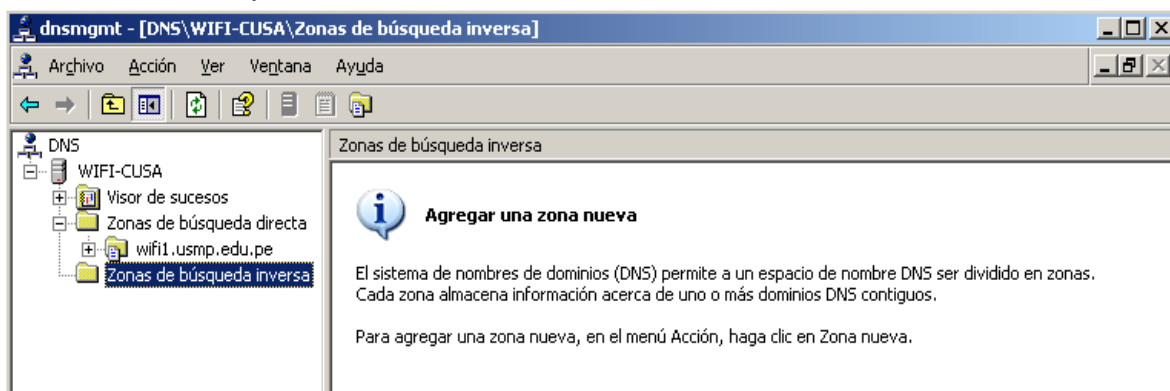 dnsmgmt - [DNS\WIFI-CUSA\Zonas de búsqueda inversa]
Archivo Acción Ver Ventana Ayuda
DNS
WIFI-CUSA
Visor de sucesos
Zonas de búsqueda directa
wifi1.usmp.edu.pe
Zonas de búsqueda inversa
Zonas de búsqueda inversa
Agregar una zona nueva
El sistema de nombres de dominios (DNS) permite a un espacio de nombre DNS ser dividido en zonas.
Cada zona almacena información acerca de uno o más dominios DNS contiguos.
Para agregar una zona nueva, en el menú Acción, haga clic en Zona nueva.